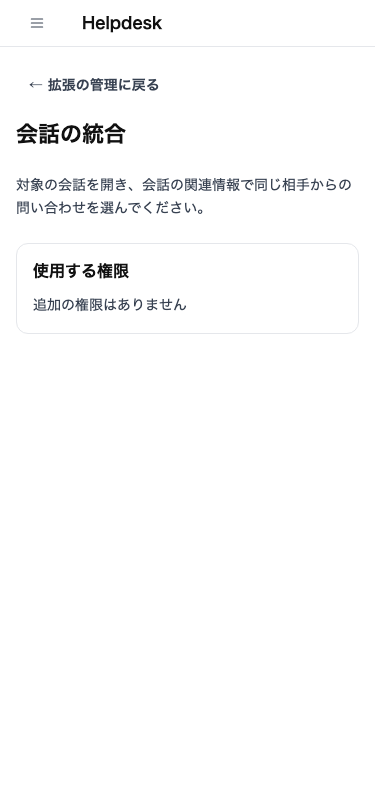 Helpdesk
← 拡張の管理に戻る
会話の統合
対象の会話を開き、会話の関連情報で同じ相手からの
問い合わせを選んでください。
使用する権限
追加の権限はありません